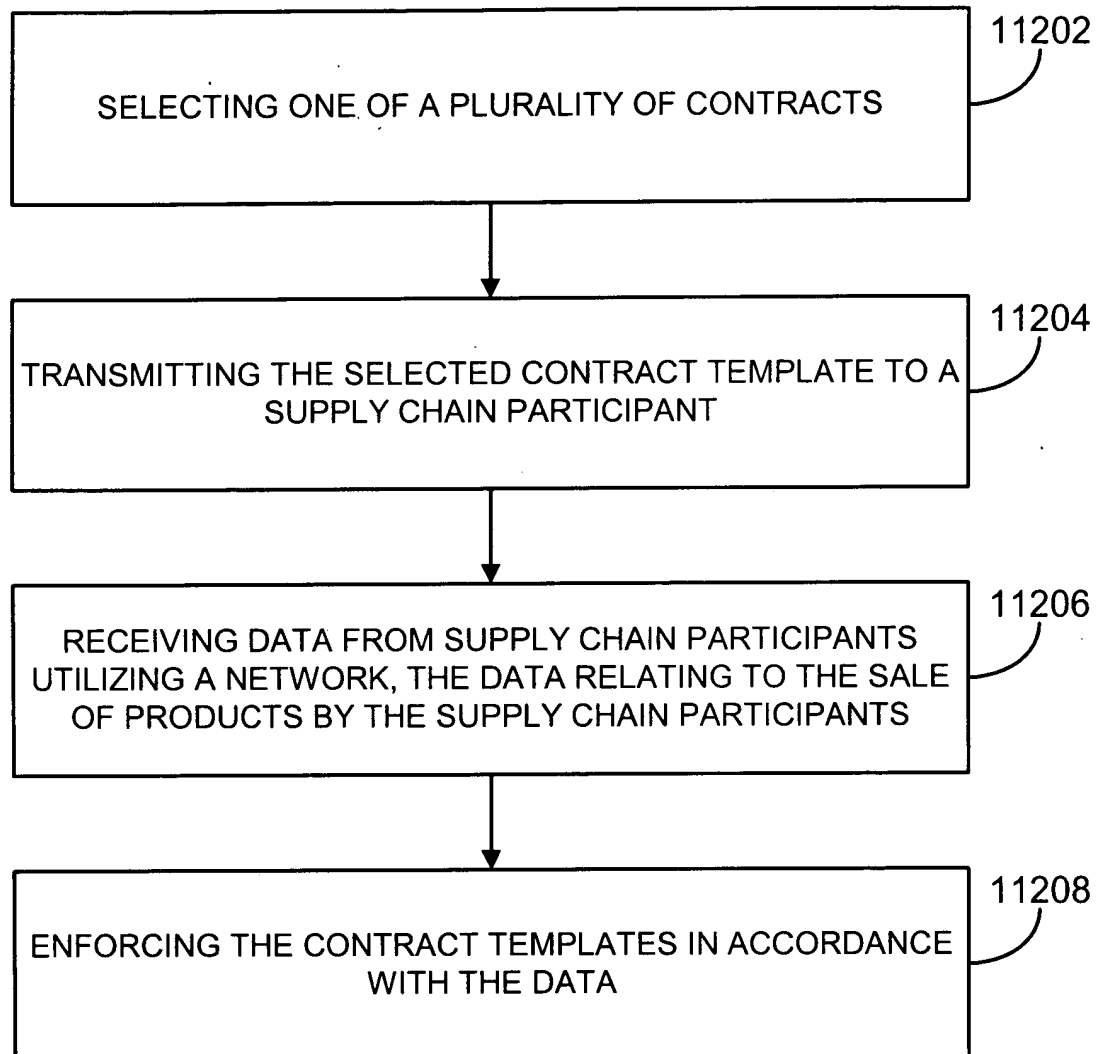 11202
SELECTING ONE OF A PLURALITY OF CONTRACTS
11204
TRANSMITTING THE SELECTED CONTRACT TEMPLATE TO A
SUPPLY CHAIN PARTICIPANT
11206
RECEIVING DATA FROM SUPPLY CHAIN PARTICIPANTS
UTILIZING A NETWORK, THE DATA RELATING TO THE SALE
OF PRODUCTS BY THE SUPPLY CHAIN PARTICIPANTS
11208
ENFORCING THE CONTRACT TEMPLATES IN ACCORDANCE
WITH THE DATA